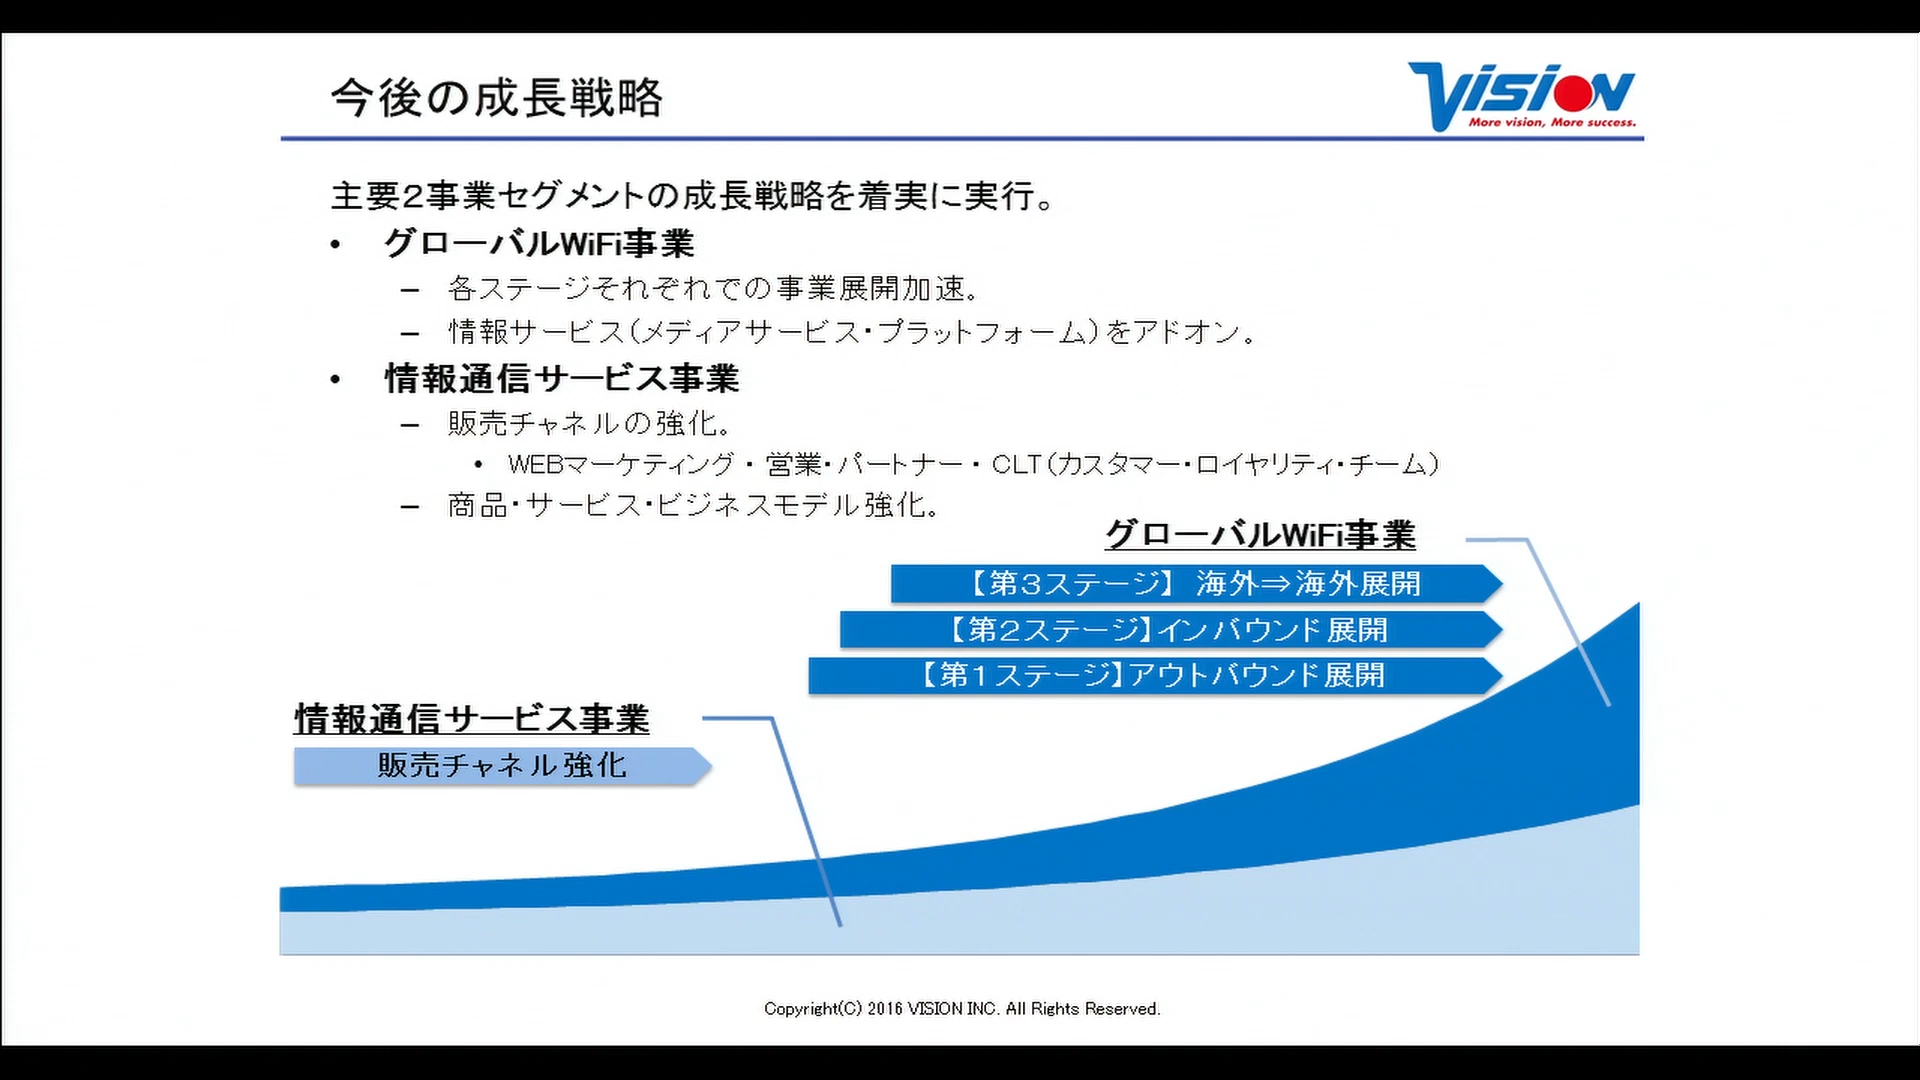 今後の成長戦略
VISION
More vision, More success.
主要２事業セグメントの成長戦略を着実に実行。
• グローバルWiFi事業
– 各ステージそれぞれでの事業展開加速。
– 情報サービス（メディアサービス・プラットフォーム）をアドオン。
• 情報通信サービス事業
– 販売チャネルの強化。
• WEBマーケティング・営業・パートナー・CLT（カスタマー・ロイヤリティ・チーム）
– 商品・サービス・ビジネスモデル強化。
グローバルWiFi事業
【第３ステージ】 海外⇒海外展開
【第２ステージ】インバウンド展開
【第１ステージ】アウトバウンド展開
情報通信サービス事業
販売チャネル強化
Copyright(C) 2016 VISION INC. All Rights Reserved.